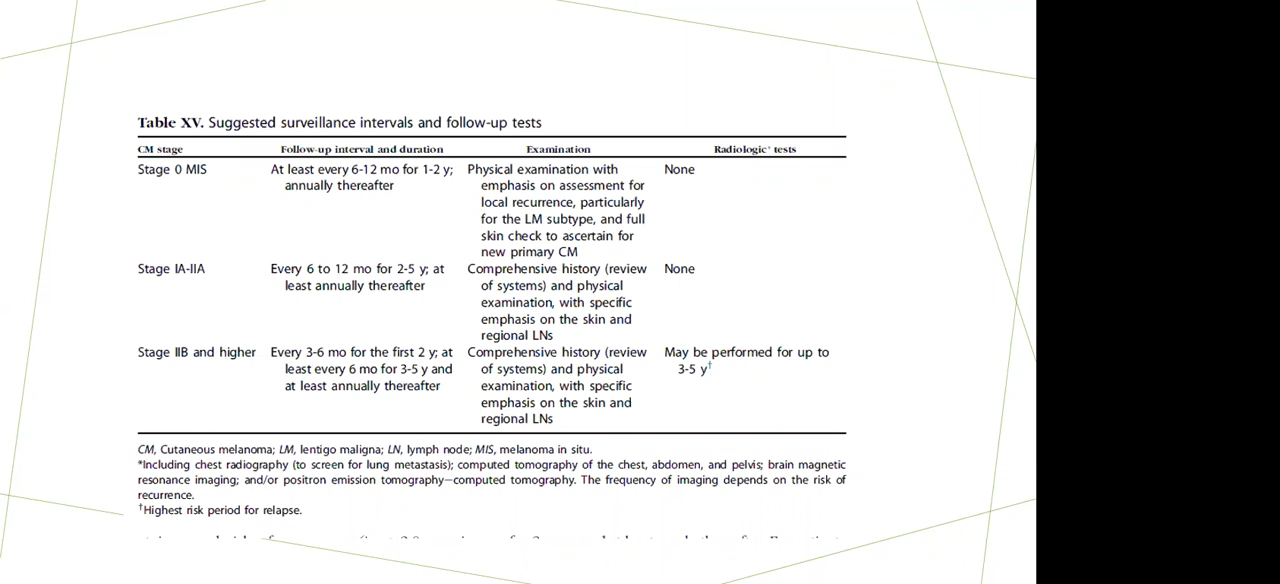 Table XV. Suggested surveillance intervals and follow-up tests
CM stage Follow-up interval and duration Examination Radiologic* tests
Stage 0 MIS At least every 6-12 mo for 1-2 y; Physical examination with None
annually thereafter emphasis on assessment for
local recurrence, particularly
for the LM subtype, and full
skin check to ascertain for
new primary CM
Stage IA-IIA Every 6 to 12 mo for 2-5 y; at Comprehensive history (review None
least annually thereafter of systems) and physical
examination, with specific
emphasis on the skin and
regional LNs
Stage IIB and higher Every 3-6 mo for the first 2 y; at Comprehensive history (review May be performed for up to
least every 6 mo for 3-5 y and of systems) and physical 3-5 y†
at least annually thereafter examination, with specific
emphasis on the skin and
regional LNs
CM, Cutaneous melanoma; LM, lentigo maligna; LN, lymph node; MIS, melanoma in situ.
*Including chest radiography (to screen for lung metastasis); computed tomography of the chest, abdomen, and pelvis; brain magnetic
resonance imaging; and/or positron emission tomography–computed tomography. The frequency of imaging depends on the risk of
recurrence.
†Highest risk period for relapse.